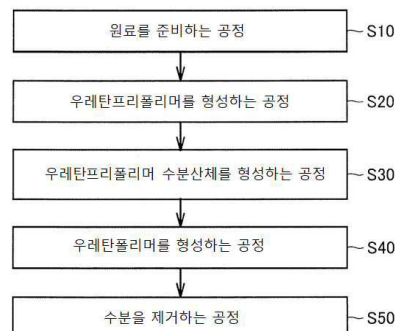 원료를 준비하는 공정 S10
우레탄프리폴리머를 형성하는 공정 S20
우레탄프리폴리머 수분산체를 형성하는 공정 S30
우레탄폴리머를 형성하는 공정 S40
수분을 제거하는 공정 S50